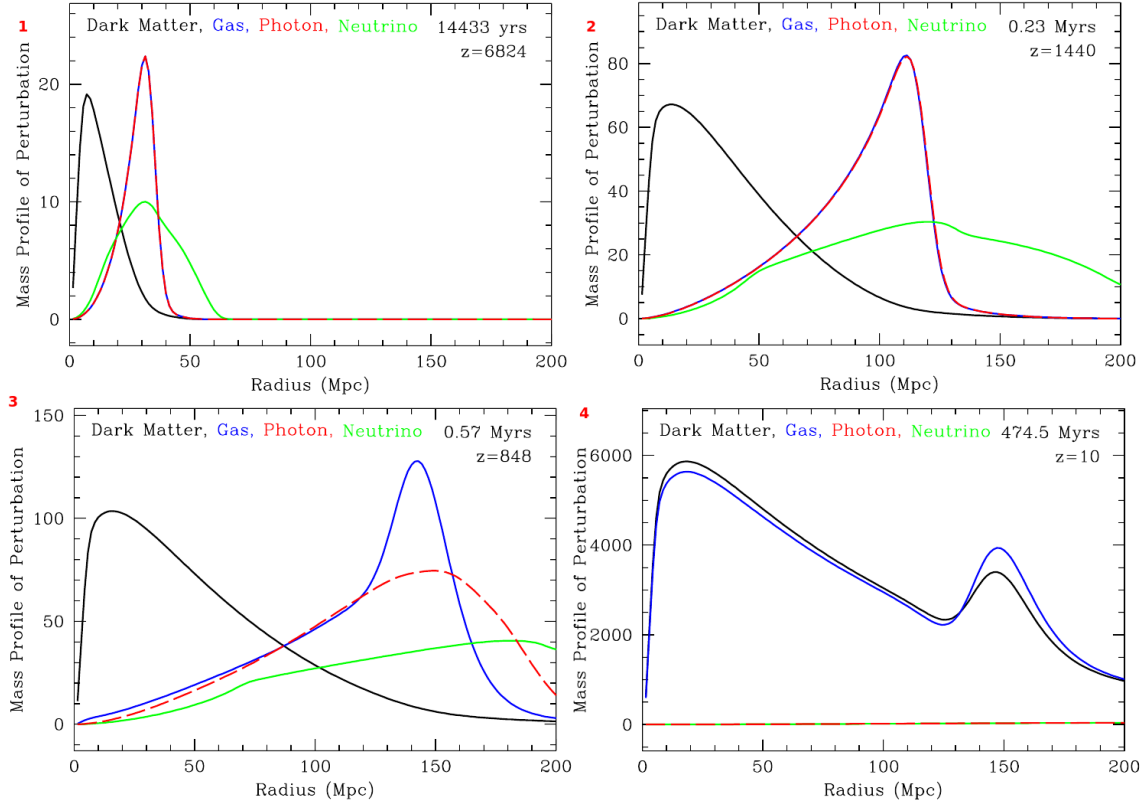 1
Dark Matter, Gas, Photon, Neutrino 14433 yrs
z=6824
Mass Profile of Perturbation
20
10
0
0 50 100 150 200
Radius (Mpc)
2
Dark Matter, Gas, Photon, Neutrino 0.23 Myrs
z=1440
Mass Profile of Perturbation
80
60
40
20
0
0 50 100 150 200
Radius (Mpc)
3
Dark Matter, Gas, Photon, Neutrino 0.57 Myrs
z=848
Mass Profile of Perturbation
150
100
50
0
0 50 100 150 200
Radius (Mpc)
4
Dark Matter, Gas, Photon, Neutrino 474.5 Myrs
z=10
Mass Profile of Perturbation
6000
4000
2000
0
0 50 100 150 200
Radius (Mpc)